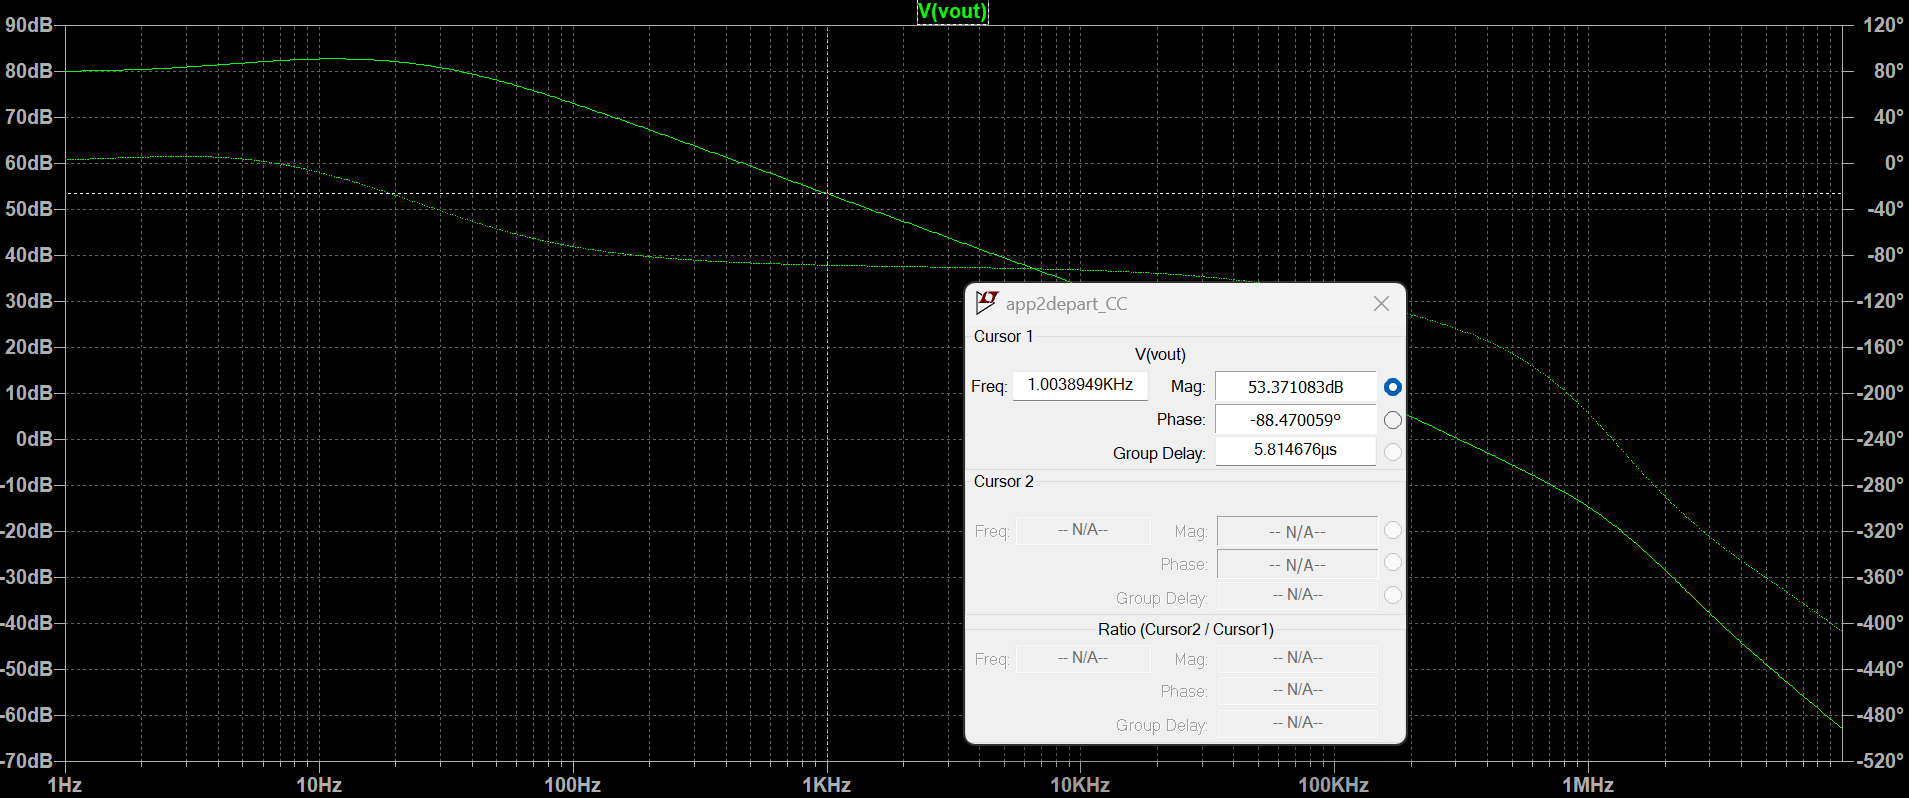 V(vout)
90dB
120°
80dB
80°
70dB
40°
60dB
0°
50dB
-40°
40dB
-80°
30dB
-120°
20dB
-160°
10dB
-200°
0dB
-240°
-10dB
-280°
-20dB
-320°
-30dB
-360°
-40dB
-400°
-50dB
-440°
-60dB
-480°
-70dB
-520°
1Hz 10Hz 100Hz 1KHz 10KHz 100KHz 1MHz
app2depart_CC
Cursor 1
V(vout)
Freq: 1.0038949KHz Mag: 53.371083dB
Phase: -88.470059°
Group Delay: 5.814676µs
Cursor 2
Freq: -- N/A-- Mag: -- N/A--
Phase: -- N/A--
Group Delay: -- N/A--
Ratio (Cursor2 / Cursor1)
Freq: -- N/A-- Mag: -- N/A--
Phase: -- N/A--
Group Delay: -- N/A--